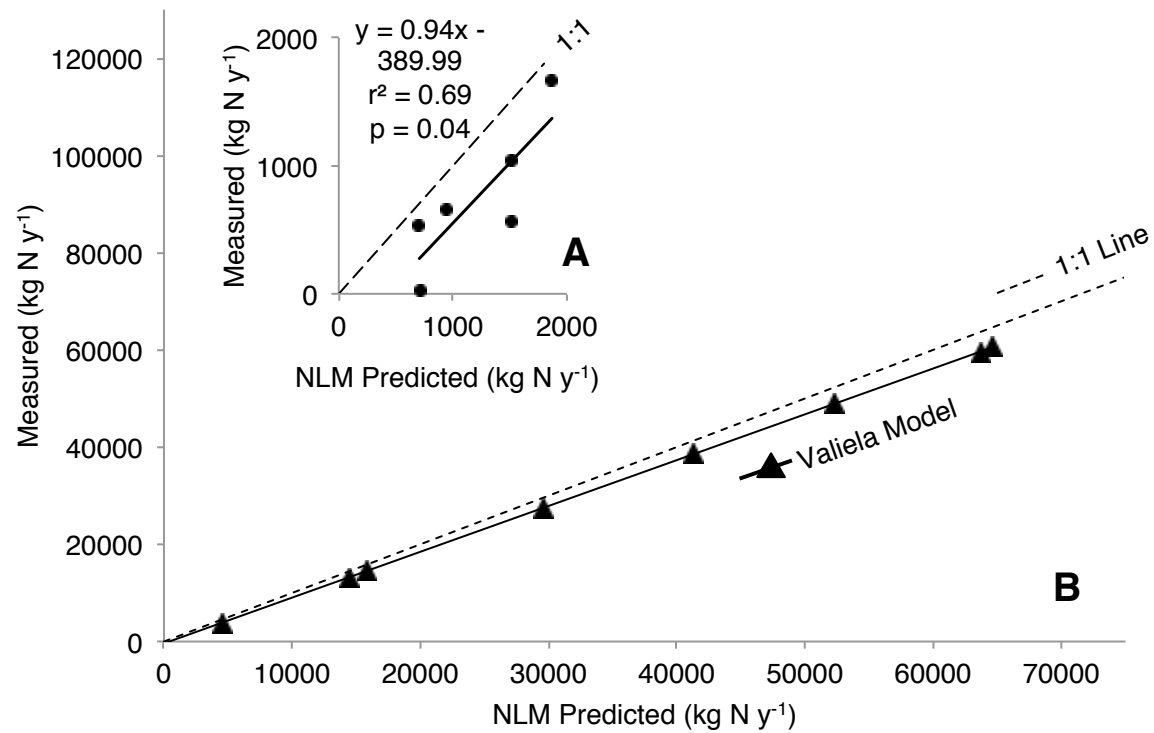 y = 0.94x -
389.99
r² = 0.69
p = 0.04
1:1
2000
1000
0
Measured (kg N y⁻¹)
0 1000 2000
NLM Predicted (kg N y⁻¹)
A
120000
100000
80000
60000
40000
20000
0
Measured (kg N y⁻¹)
1:1 Line
Valiela Model
B
0 10000 20000 30000 40000 50000 60000 70000
NLM Predicted (kg N y⁻¹)